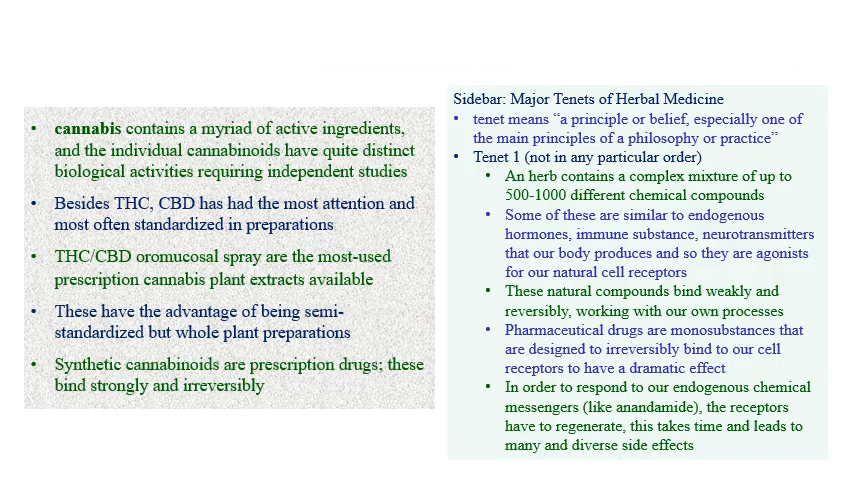 • cannabis contains a myriad of active ingredients,
and the individual cannabinoids have quite distinct
biological activities requiring independent studies
• Besides THC, CBD has had the most attention and
most often standardized in preparations
• THC/CBD oromucosal spray are the most-used
prescription cannabis plant extracts available
• These have the advantage of being semi-
standardized but whole plant preparations
• Synthetic cannabinoids are prescription drugs; these
bind strongly and irreversibly
Sidebar: Major Tenets of Herbal Medicine
• tenet means “a principle or belief, especially one of
the main principles of a philosophy or practice”
• Tenet 1 (not in any particular order)
• An herb contains a complex mixture of up to
500-1000 different chemical compounds
• Some of these are similar to endogenous
hormones, immune substance, neurotransmitters
that our body produces and so they are agonists
for our natural cell receptors
• These natural compounds bind weakly and
reversibly, working with our own processes
• Pharmaceutical drugs are monosubstances that
are designed to irreversibly bind to our cell
receptors to have a dramatic effect
• In order to respond to our endogenous chemical
messengers (like anandamide), the receptors
have to regenerate, this takes time and leads to
many and diverse side effects